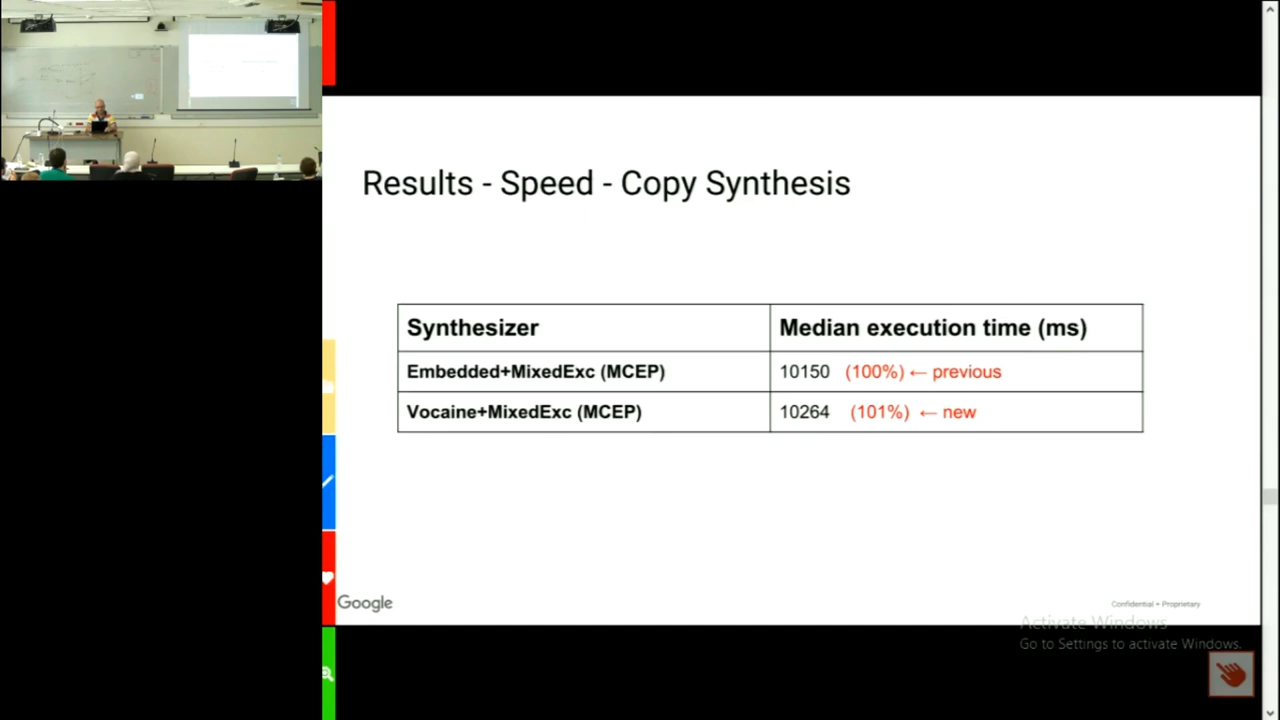 Results - Speed - Copy Synthesis
Synthesizer
Median execution time (ms)
Embedded+MixedExc (MCEP)
10150 (100%) ← previous
Vocaine+MixedExc (MCEP)
10264 (101%) ← new
Google
Confidential + Proprietary
Activate Windows
Go to Settings to activate Windows.